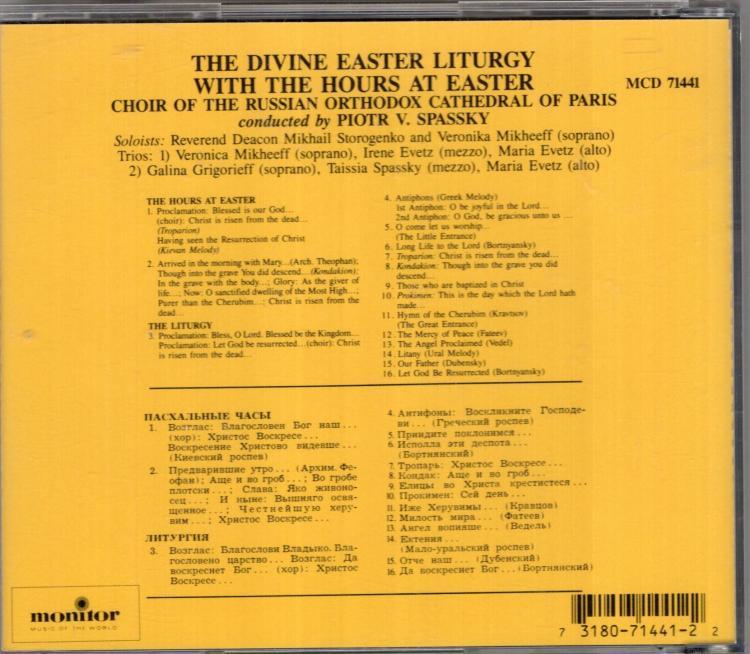 THE DIVINE EASTER LITURGY
WITH THE HOURS AT EASTER
MCD 71441
CHOIR OF THE RUSSIAN ORTHODOX CATHEDRAL OF PARIS
conducted by PIOTR V. SPASSKY
Soloists: Reverend Deacon Mikhail Storogenko and Veronika Mikheeff (soprano)
Trios: 1) Veronica Mikheeff (soprano), Irene Evetz (mezzo), Maria Evetz (alto)
2) Galina Grigorieff (soprano), Taissia Spassky (mezzo), Maria Evetz (alto)
THE HOURS AT EASTER
1. Proclamation: Blessed is our God...
(choir): Christ is risen from the dead...
(Troparion)
Having seen the Resurrection of Christ
(Kievan Melody)
2. Arrived in the morning with Mary...(Arch. Theophan);
Though into the grave You did descend...(Kondakion);
In the grave with the body...; Glory: As the giver of
life...; Now: O sanctified dwelling of the Most High...;
Purer than the Cherubim...; Christ is risen from the
dead...
THE LITURGY
3. Proclamation: Bless, O Lord. Blessed be the Kingdom...
Proclamation: Let God be resurrected...(choir): Christ
is risen from the dead...
4. Antiphons (Greek Melody)
1st Antiphon: O be joyful in the Lord...
2nd Antiphon: O God, be gracious unto us ...
5. O come let us worship...
(The Little Entrance)
6. Long Life to the Lord (Bortnyansky)
7. Troparion: Christ is risen from the dead...
8. Kondakion: Though into the grave you did
descend...
9. Those who are baptized in Christ
10. Prokimen: This is the day which the Lord hath
made...
11. Hymn of the Cherubim (Kravtsov)
(The Great Entrance)
12. The Mercy of Peace (Fateev)
13. The Angel Proclaimed (Vedel)
14. Litany (Ural Melody)
15. Our Father (Dubensky)
16. Let God Be Resurrected (Bortnyansky)
ПАСХАЛЬНЫЕ ЧАСЫ
1. Возглас: Благословен Бог наш...
(хор): Христос Воскресе...
Воскресение Христово видевше...
(Киевский роспев)
2. Предварившие утро... (Архим. Фе-
офан); Аще и во гроб...; Во гробе
плотски...; Слава: Яко живоно-
сец...; И ныне: Вышняго освя-
щенное...; Честнейшую херу-
вим...; Христос Воскресе...
ЛИТУРГИЯ
3. Возглас: Благослови Владыко. Бла-
гословено царство... Возглас: Да
воскреснет Бог... (хор): Христос
Воскресе...
4. Антифоны: Воскликните Господе-
ви... (Греческий роспев)
5. Приидите поклонимся...
6. Исполла эти деспота...
(Бортнянский)
7. Тропарь: Христос Воскресе...
8. Кондак: Аще и во гроб...
9. Елицы во Христа крестистеся...
10. Прокимен: Сей день...
11. Иже Херувимы... (Кравцов)
12. Милость мира... (Фатеев)
13. Ангел вопияше... (Ведель)
14. Ектения...
(Мало-уральский роспев)
15. Отче наш... (Дубенский)
16. Да воскреснет Бог...(Бортнянский)
monitor
MUSIC OF THE WORLD
7 3180-71441-2 2